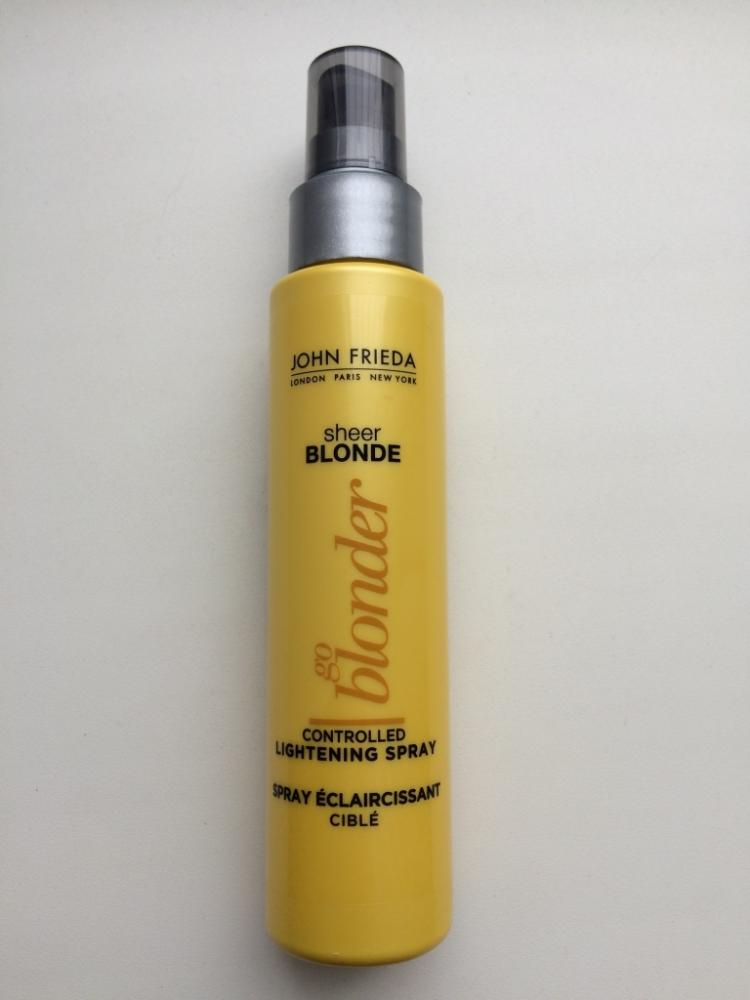 JOHN FRIEDA
LONDON PARIS NEW YORK
sheer
BLONDE
go
blonder
CONTROLLED
LIGHTENING SPRAY
SPRAY ÉCLAIRCISSANT
CIBLÉ